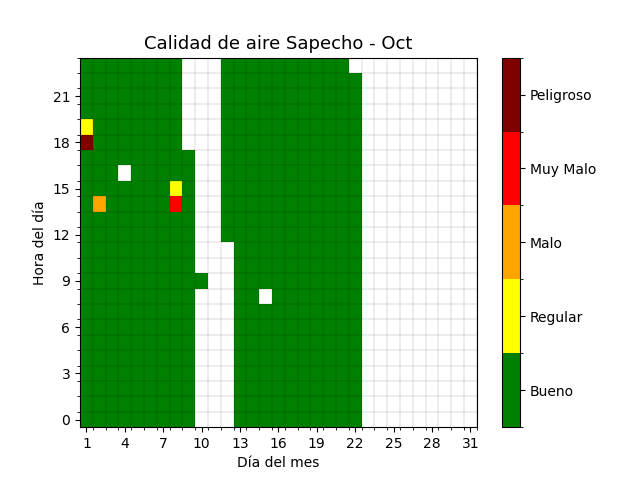 Calidad de aire Sapecho - Oct
Hora del día
21
18
15
12
9
6
3
0
1 4 7 10 13 16 19 22 25 28 31
Día del mes
Peligroso
Muy Malo
Malo
Regular
Bueno